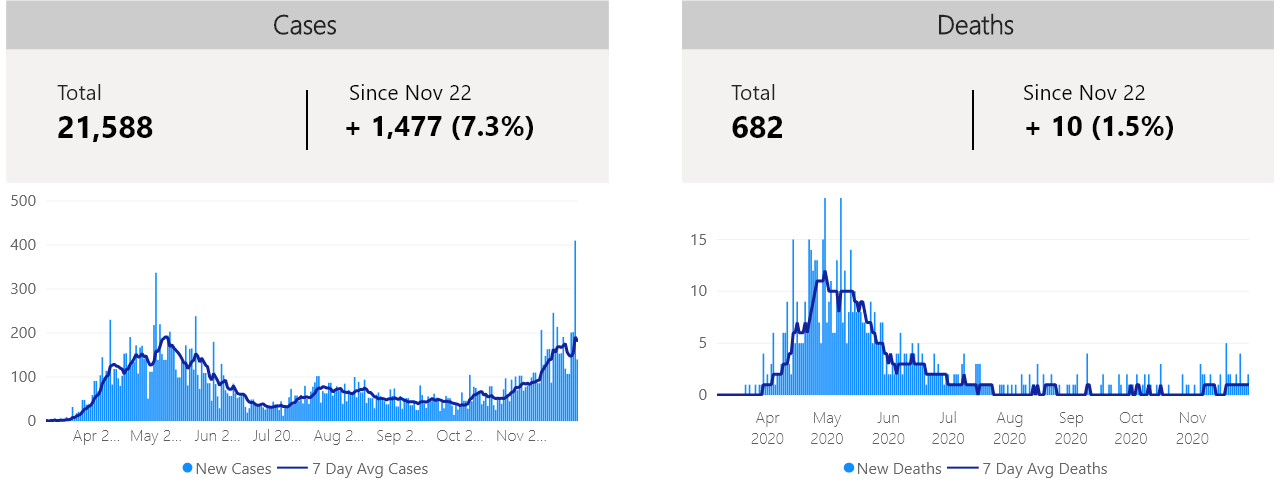 Cases
Total
21,588
Since Nov 22
+ 1,477 (7.3%)
500
400
300
200
100
0
Apr 2... May 2... Jun 2... Jul 20... Aug 2... Sep 2... Oct 2... Nov 2...
New Cases 7 Day Avg Cases
Deaths
Total
682
Since Nov 22
+ 10 (1.5%)
15
10
5
0
Apr May Jun Jul Aug Sep Oct Nov
2020 2020 2020 2020 2020 2020 2020 2020
New Deaths 7 Day Avg Deaths